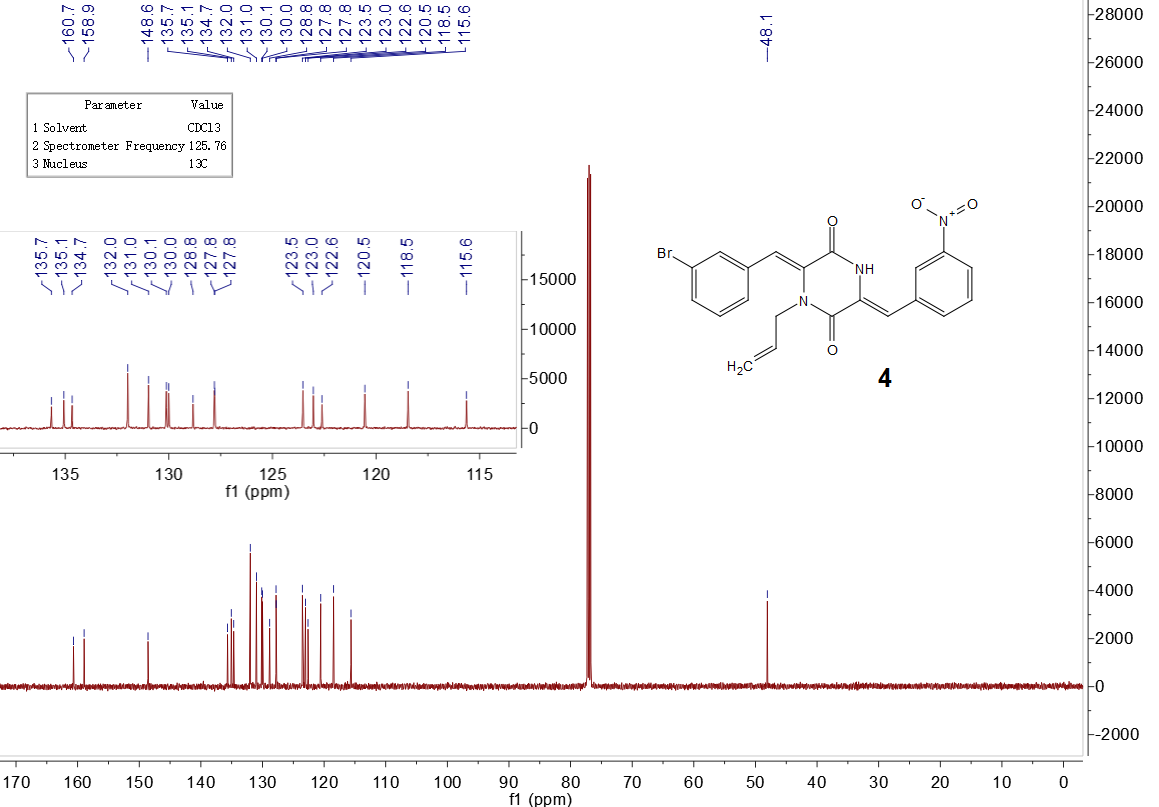 160.7 158.9 148.6 135.7 135.1 134.7 132.0 131.0 130.1 130.0 128.8 127.8 127.8 123.5 123.0 122.6 120.5 118.5 115.6 48.1
Parameter Value
1 Solvent CDCl3
2 Spectrometer Frequency 125.76
3 Nucleus 13C
135.7 135.1 134.7 132.0 131.0 130.1 130.0 128.8 127.8 127.8 123.5 123.0 122.6 120.5 118.5 115.6
15000
10000
5000
0
135 130 125 120 115
f1 (ppm)
O- N+ O
O
Br
NH
N
O
H2C
4
28000
26000
24000
22000
20000
18000
16000
14000
12000
10000
8000
6000
4000
2000
0
-2000
170 160 150 140 130 120 110 100 90 80 70 60 50 40 30 20 10 0
f1 (ppm)